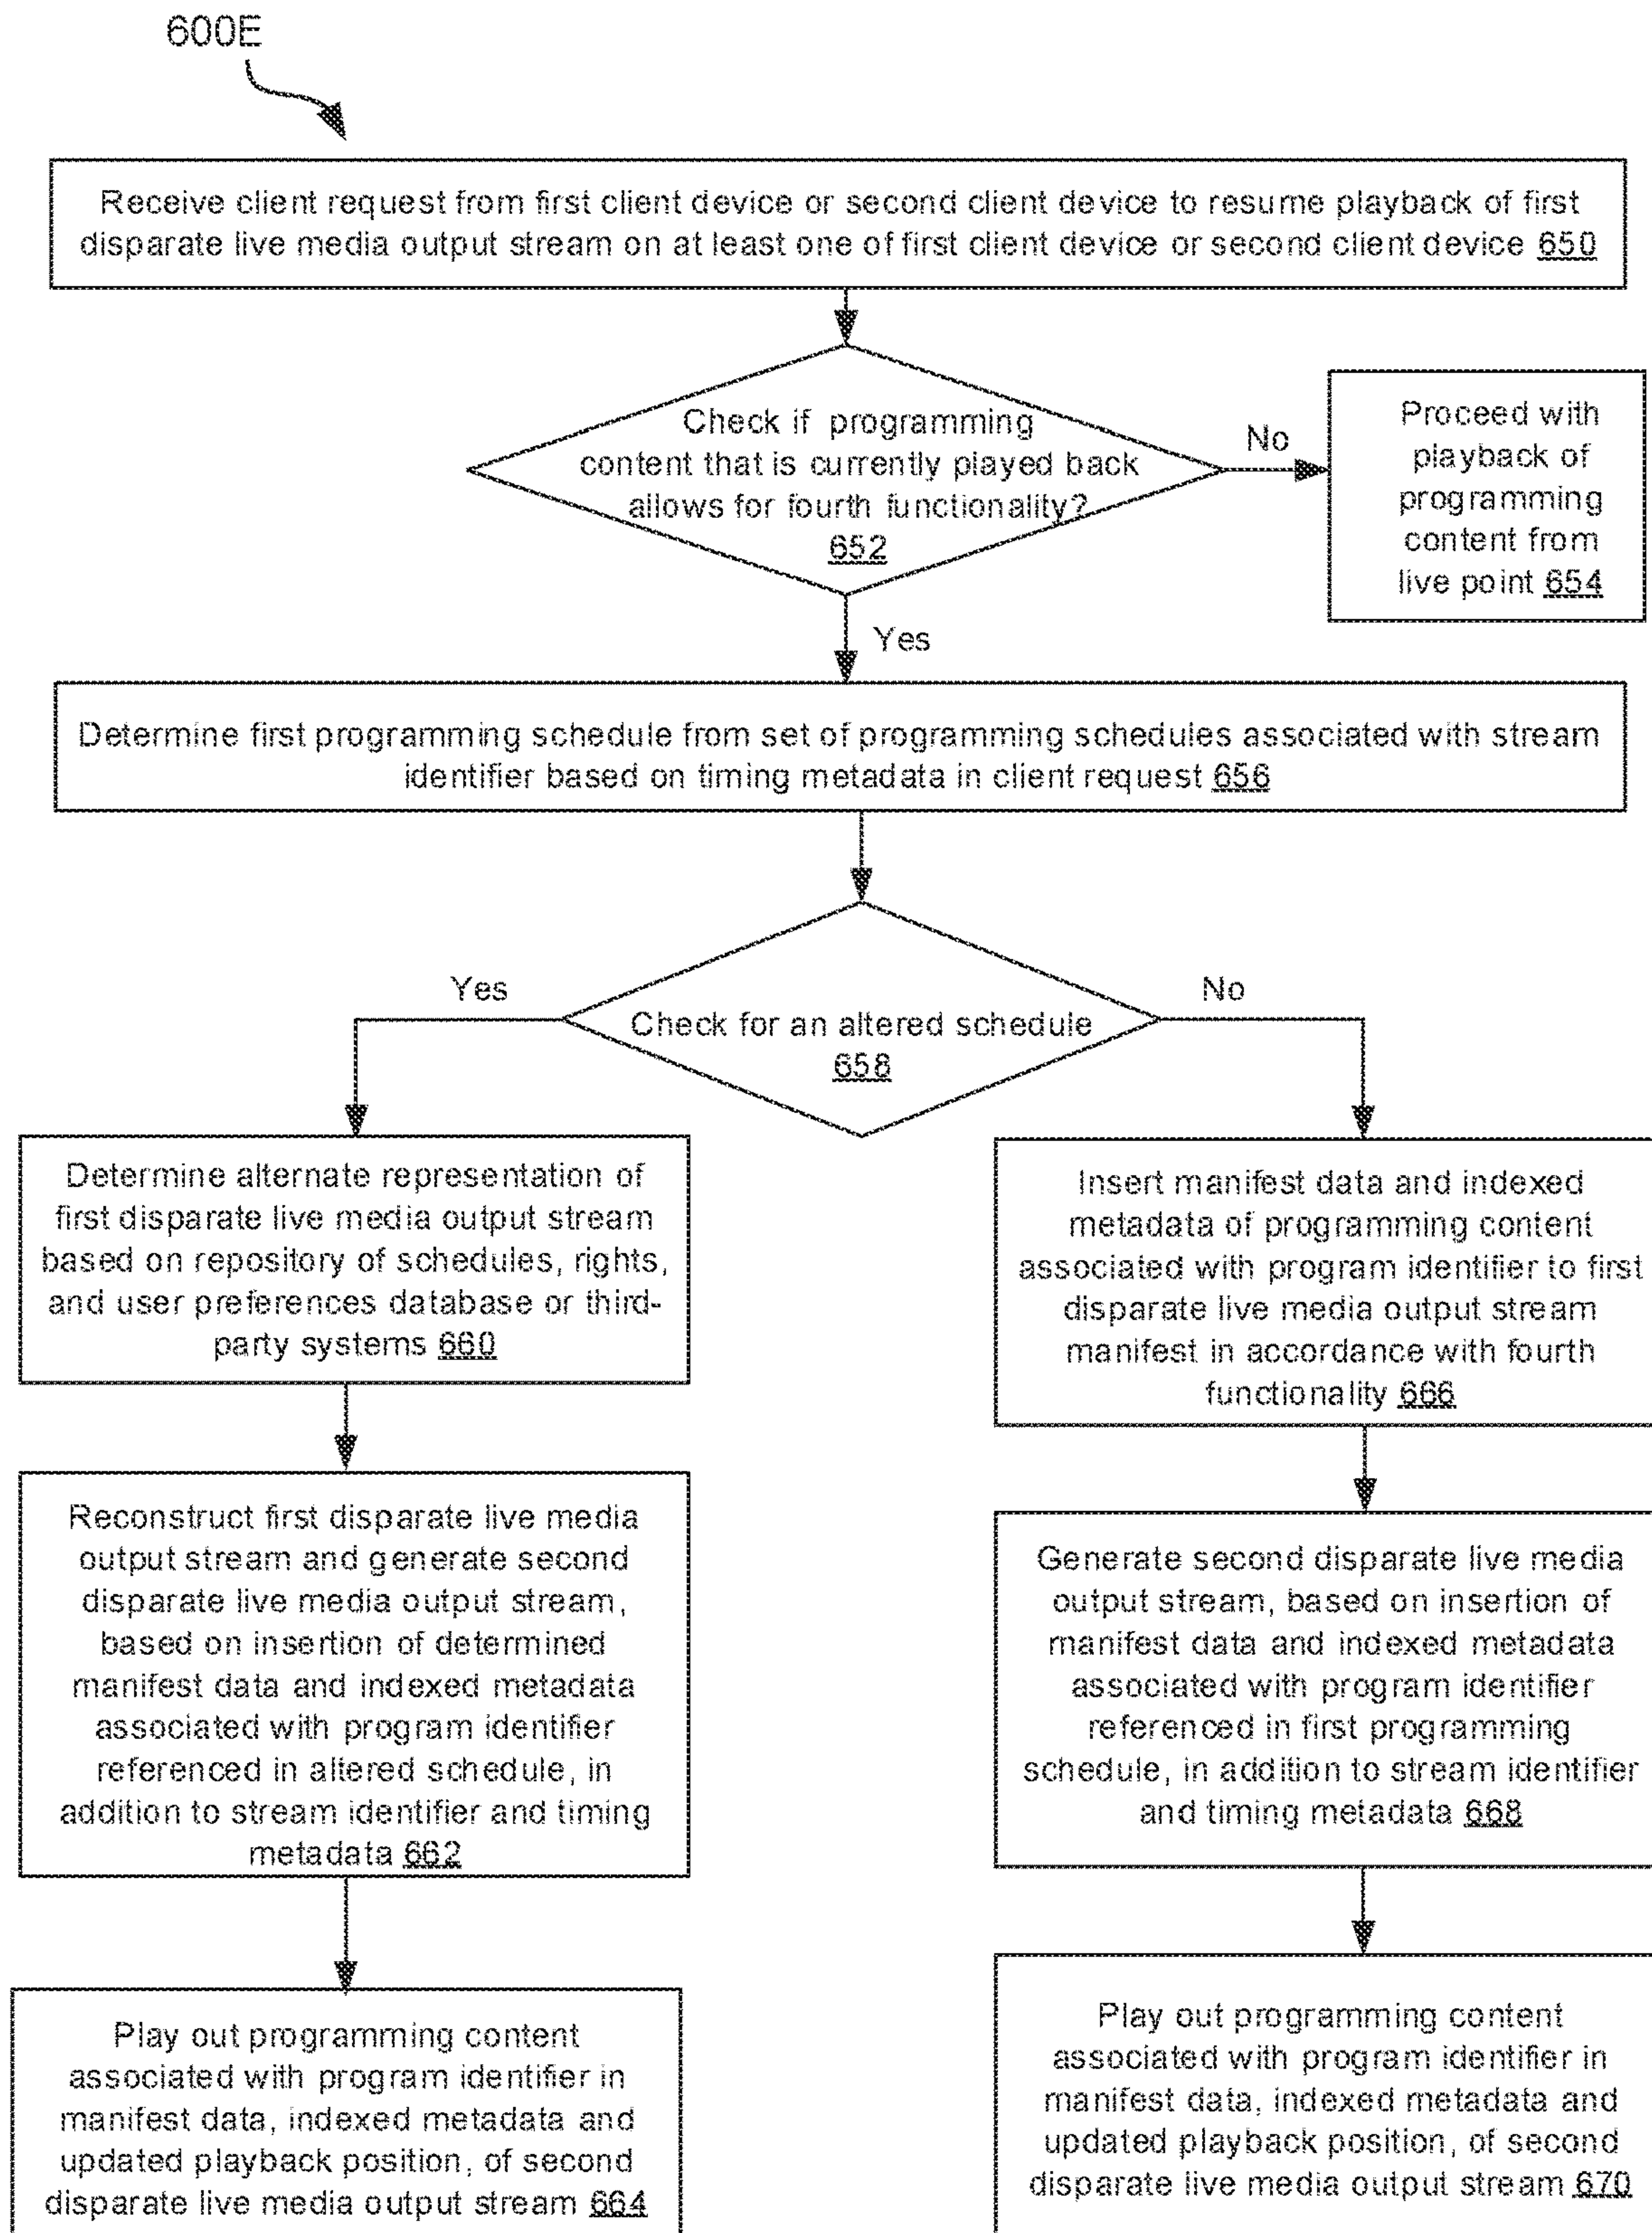 600E
Receive client request from first client device or second client device to resume playback of first
disparate live media output stream on at least one of first client device or second client device 650
Check if programming
content that is currently played back
allows for fourth functionality?
652
No
Proceed with
playback of
programming
content from
live point 654
Yes
Determine first programming schedule from set of programming schedules associated with stream
identifier based on timing metadata in client request 656
Yes
No
Check for an altered schedule
658
Determine alternate representation of
first disparate live media output stream
based on repository of schedules, rights,
and user preferences database or third-
party systems 660
Insert manifest data and indexed
metadata of programming content
associated with program identifier to first
disparate live media output stream
manifest in accordance with fourth
functionality 666
Reconstruct first disparate live media
output stream and generate second
disparate live media output stream,
based on insertion of determined
manifest data and indexed metadata
associated with program identifier
referenced in altered schedule, in
addition to stream identifier and timing
metadata 662
Generate second disparate live media
output stream, based on insertion of
manifest data and indexed metadata
associated with program identifier
referenced in first programming
schedule, in addition to stream identifier
and timing metadata 668
Play out programming content
associated with program identifier in
manifest data, indexed metadata and
updated playback position, of second
disparate live media output stream 664
Play out programming content
associated with program identifier in
manifest data, indexed metadata and
updated playback position, of second
disparate live media output stream 670